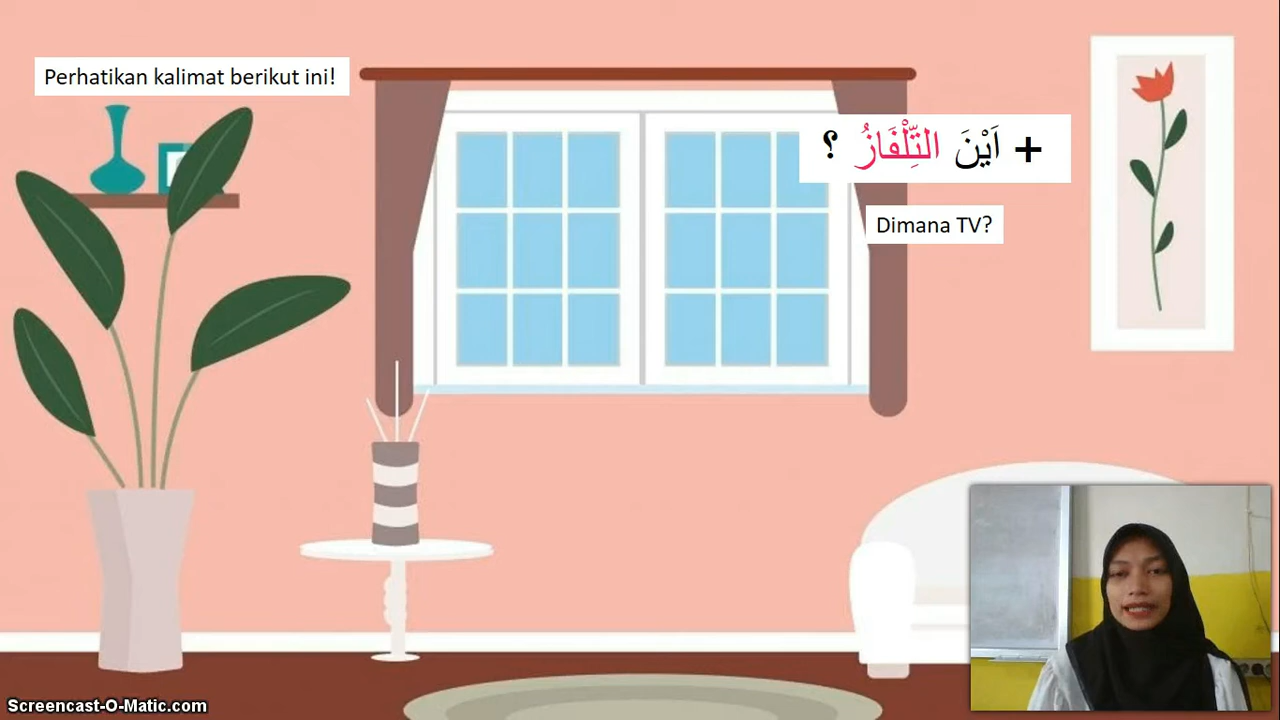 Perhatikan kalimat berikut ini!
+ اَيْنَ التِّلْفَازُ ؟
Dimana TV?
Screencast-O-Matic.com